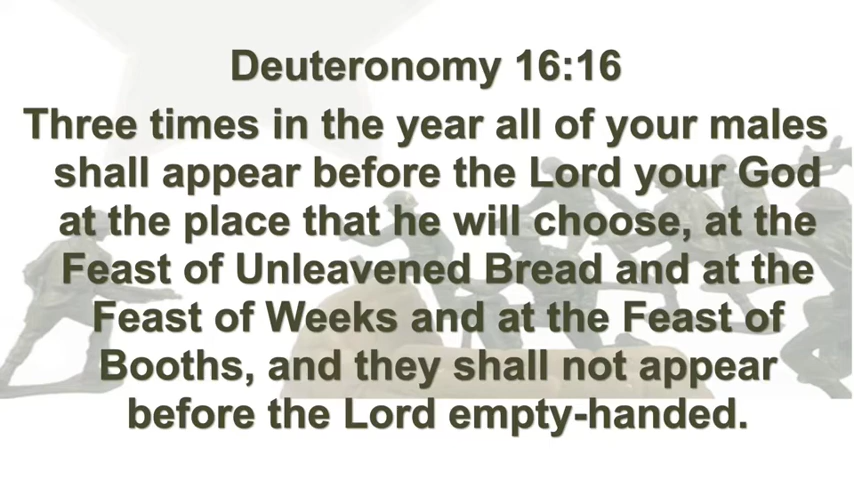 Deuteronomy 16:16
Three times in the year all of your males
shall appear before the Lord your God
at the place that he will choose, at the
Feast of Unleavened Bread and at the
Feast of Weeks and at the Feast of
Booths, and they shall not appear
before the Lord empty-handed.